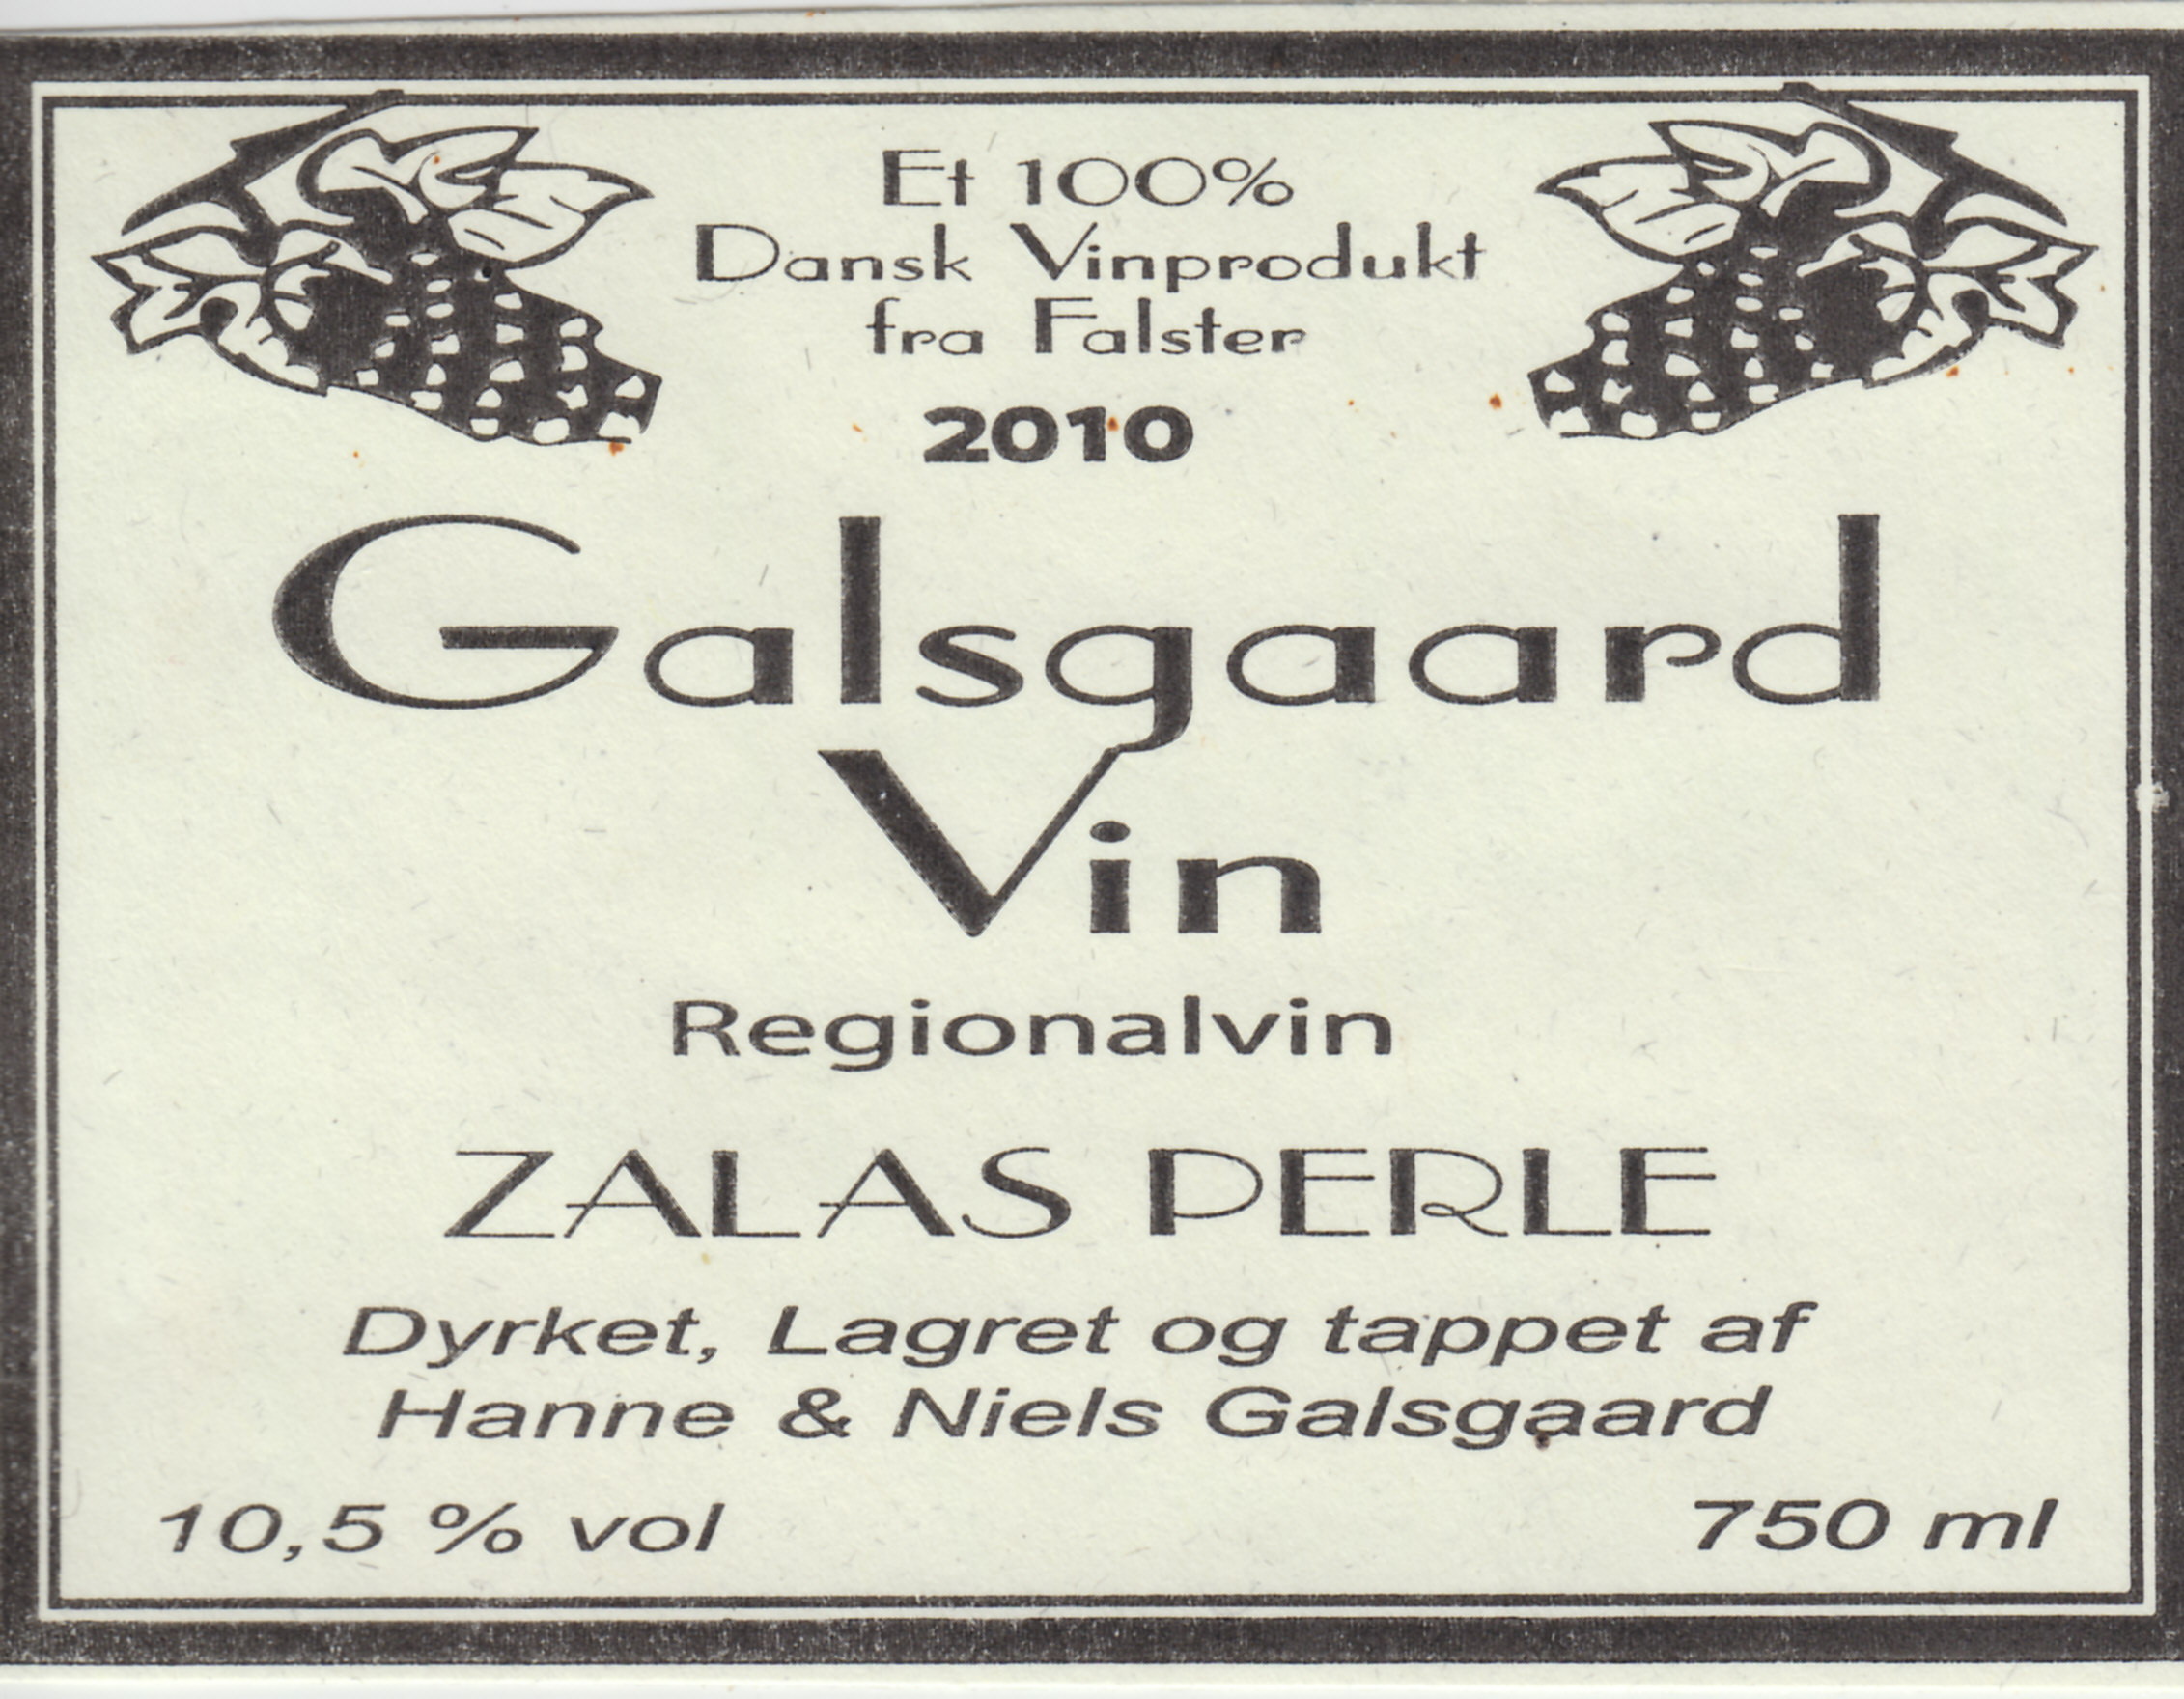 Et 100%
Dansk Vinprodukt
fra Falster
2010
Galsgaard
Vin
Regionalvin
ZALAS PERLE
Dyrket, Lagret og tappet af
Hanne & Niels Galsgaard
10,5 % vol
750 ml